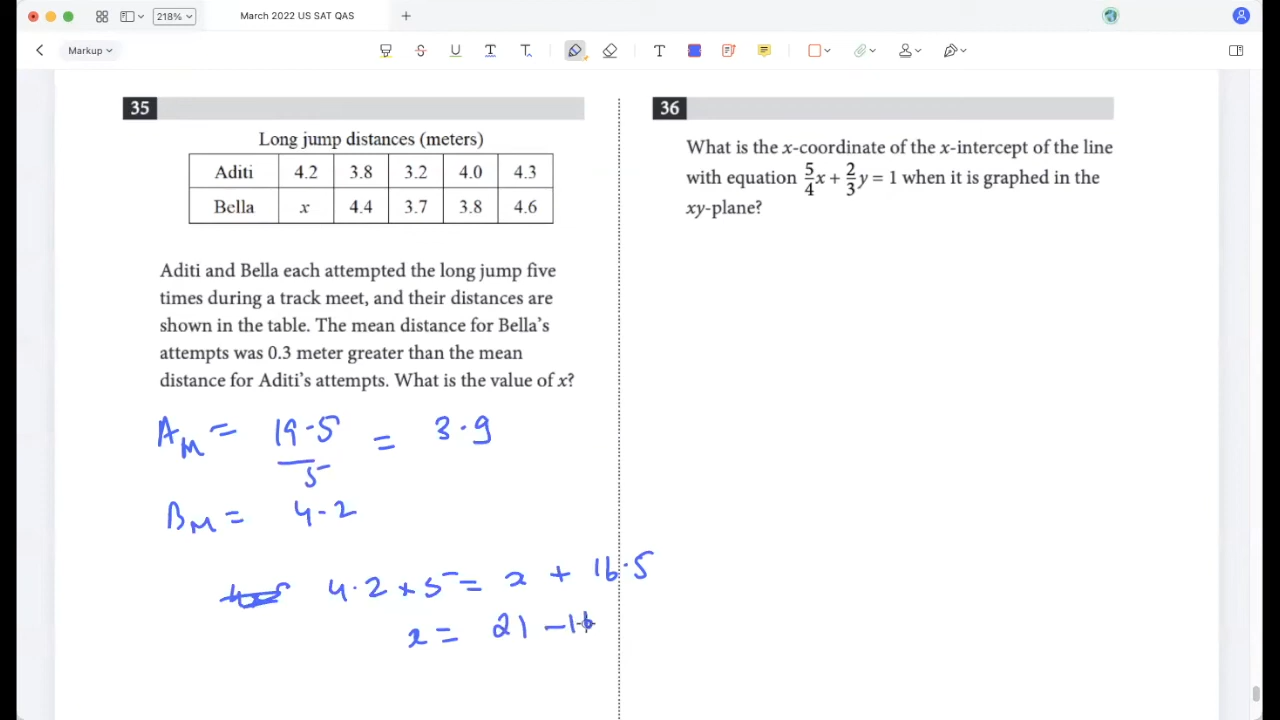 March 2022 US SAT QAS
218%
Markup
35
Long jump distances (meters)
Aditi 4.2 3.8 3.2 4.0 4.3
Bella x 4.4 3.7 3.8 4.6
Aditi and Bella each attempted the long jump five
times during a track meet, and their distances are
shown in the table. The mean distance for Bella's
attempts was 0.3 meter greater than the mean
distance for Aditi's attempts. What is the value of x?
A_M = 19.5/5 = 3.9
B_M = 4.2
4.2 × 5 = x + 16.5
x = 21 − 16
36
What is the x-coordinate of the x-intercept of the line
with equation 5/4 x + 2/3 y = 1 when it is graphed in the
xy-plane?